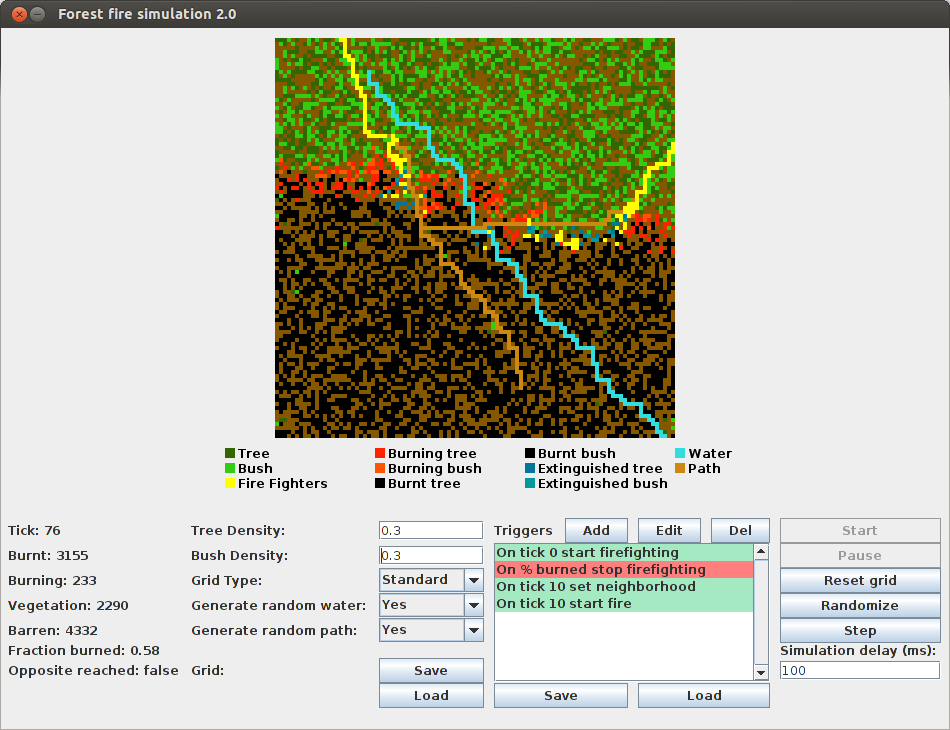 Forest fire simulation 2.0
Tree Burning tree Burnt bush Water
Bush Burning bush Extinguished tree Path
Fire Fighters Burnt tree Extinguished bush
Tick: 76 Tree Density: 0.3 Triggers Add Edit Del Start
Burnt: 3155 Bush Density: 0.3 On tick 0 start firefighting Pause
On % burned stop firefighting
Burning: 233 Grid Type: Standard On tick 10 set neighborhood Reset grid
Vegetation: 2290 Generate random water: Yes On tick 10 start fire Randomize
Barren: 4332 Generate random path: Yes Step
Fraction burned: 0.58 Simulation delay (ms):
Opposite reached: false Grid: Save 100
Load Save Load